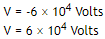 V = -6 × 10⁴ Volts
V = 6 × 10⁴ Volts